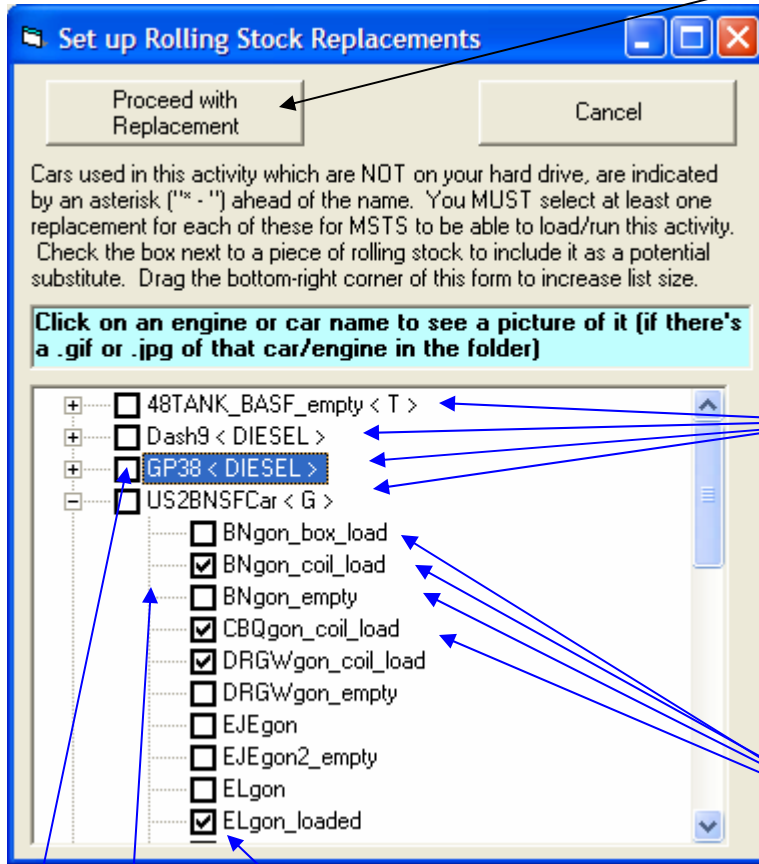 Set up Rolling Stock Replacements
Proceed with
Replacement
Cancel
Cars used in this activity which are NOT on your hard drive, are indicated
by an asterisk ("* - ") ahead of the name.  You MUST select at least one
replacement for each of these for MSTS to be able to load/run this activity.
Check the box next to a piece of rolling stock to include it as a potential
substitute.  Drag the bottom-right corner of this form to increase list size.
Click on an engine or car name to see a picture of it (if there's
a .gif or .jpg of that car/engine in the folder)
48TANK_BASF_empty < T >
Dash9 < DIESEL >
GP38 < DIESEL >
US2BNSFCar < G >
BNgon_box_load
BNgon_coil_load
BNgon_empty
CBQgon_coil_load
DRGWgon_coil_load
DRGWgon_empty
EJEgon
EJEgon2_empty
ELgon
ELgon_loaded